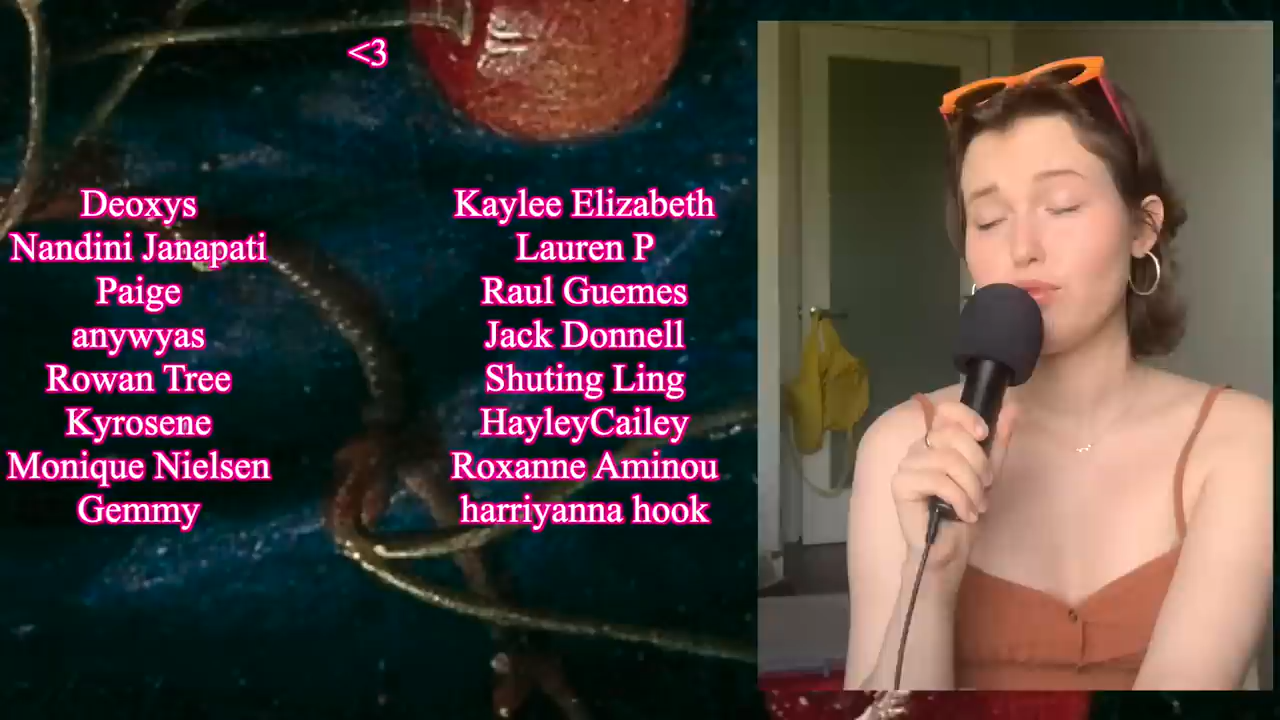 <3
Deoxys
Nandini Janapati
Paige
anywyas
Rowan Tree
Kyrosene
Monique Nielsen
Gemmy
Kaylee Elizabeth
Lauren P
Raul Guemes
Jack Donnell
Shuting Ling
HayleyCailey
Roxanne Aminou
harriyanna hook